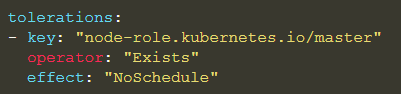 tolerations:
- key: "node-role.kubernetes.io/master"
  operator: "Exists"
  effect: "NoSchedule"